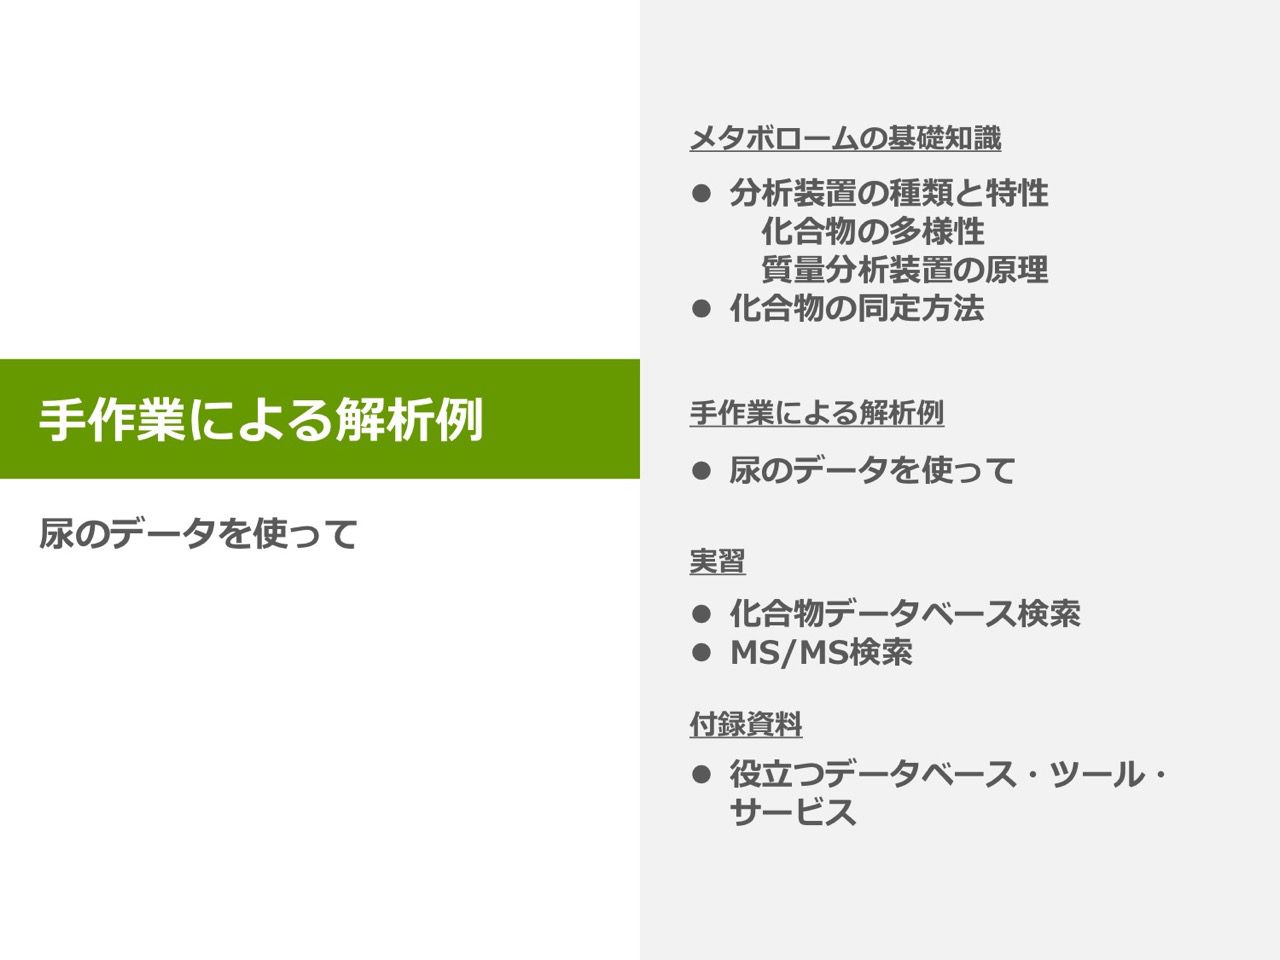 手作業による解析例
尿のデータを使って
メタボロームの基礎知識
● 分析装置の種類と特性
化合物の多様性
質量分析装置の原理
● 化合物の同定方法
手作業による解析例
● 尿のデータを使って
実習
● 化合物データベース検索
● MS/MS検索
付録資料
● 役立つデータベース・ツール・
サービス